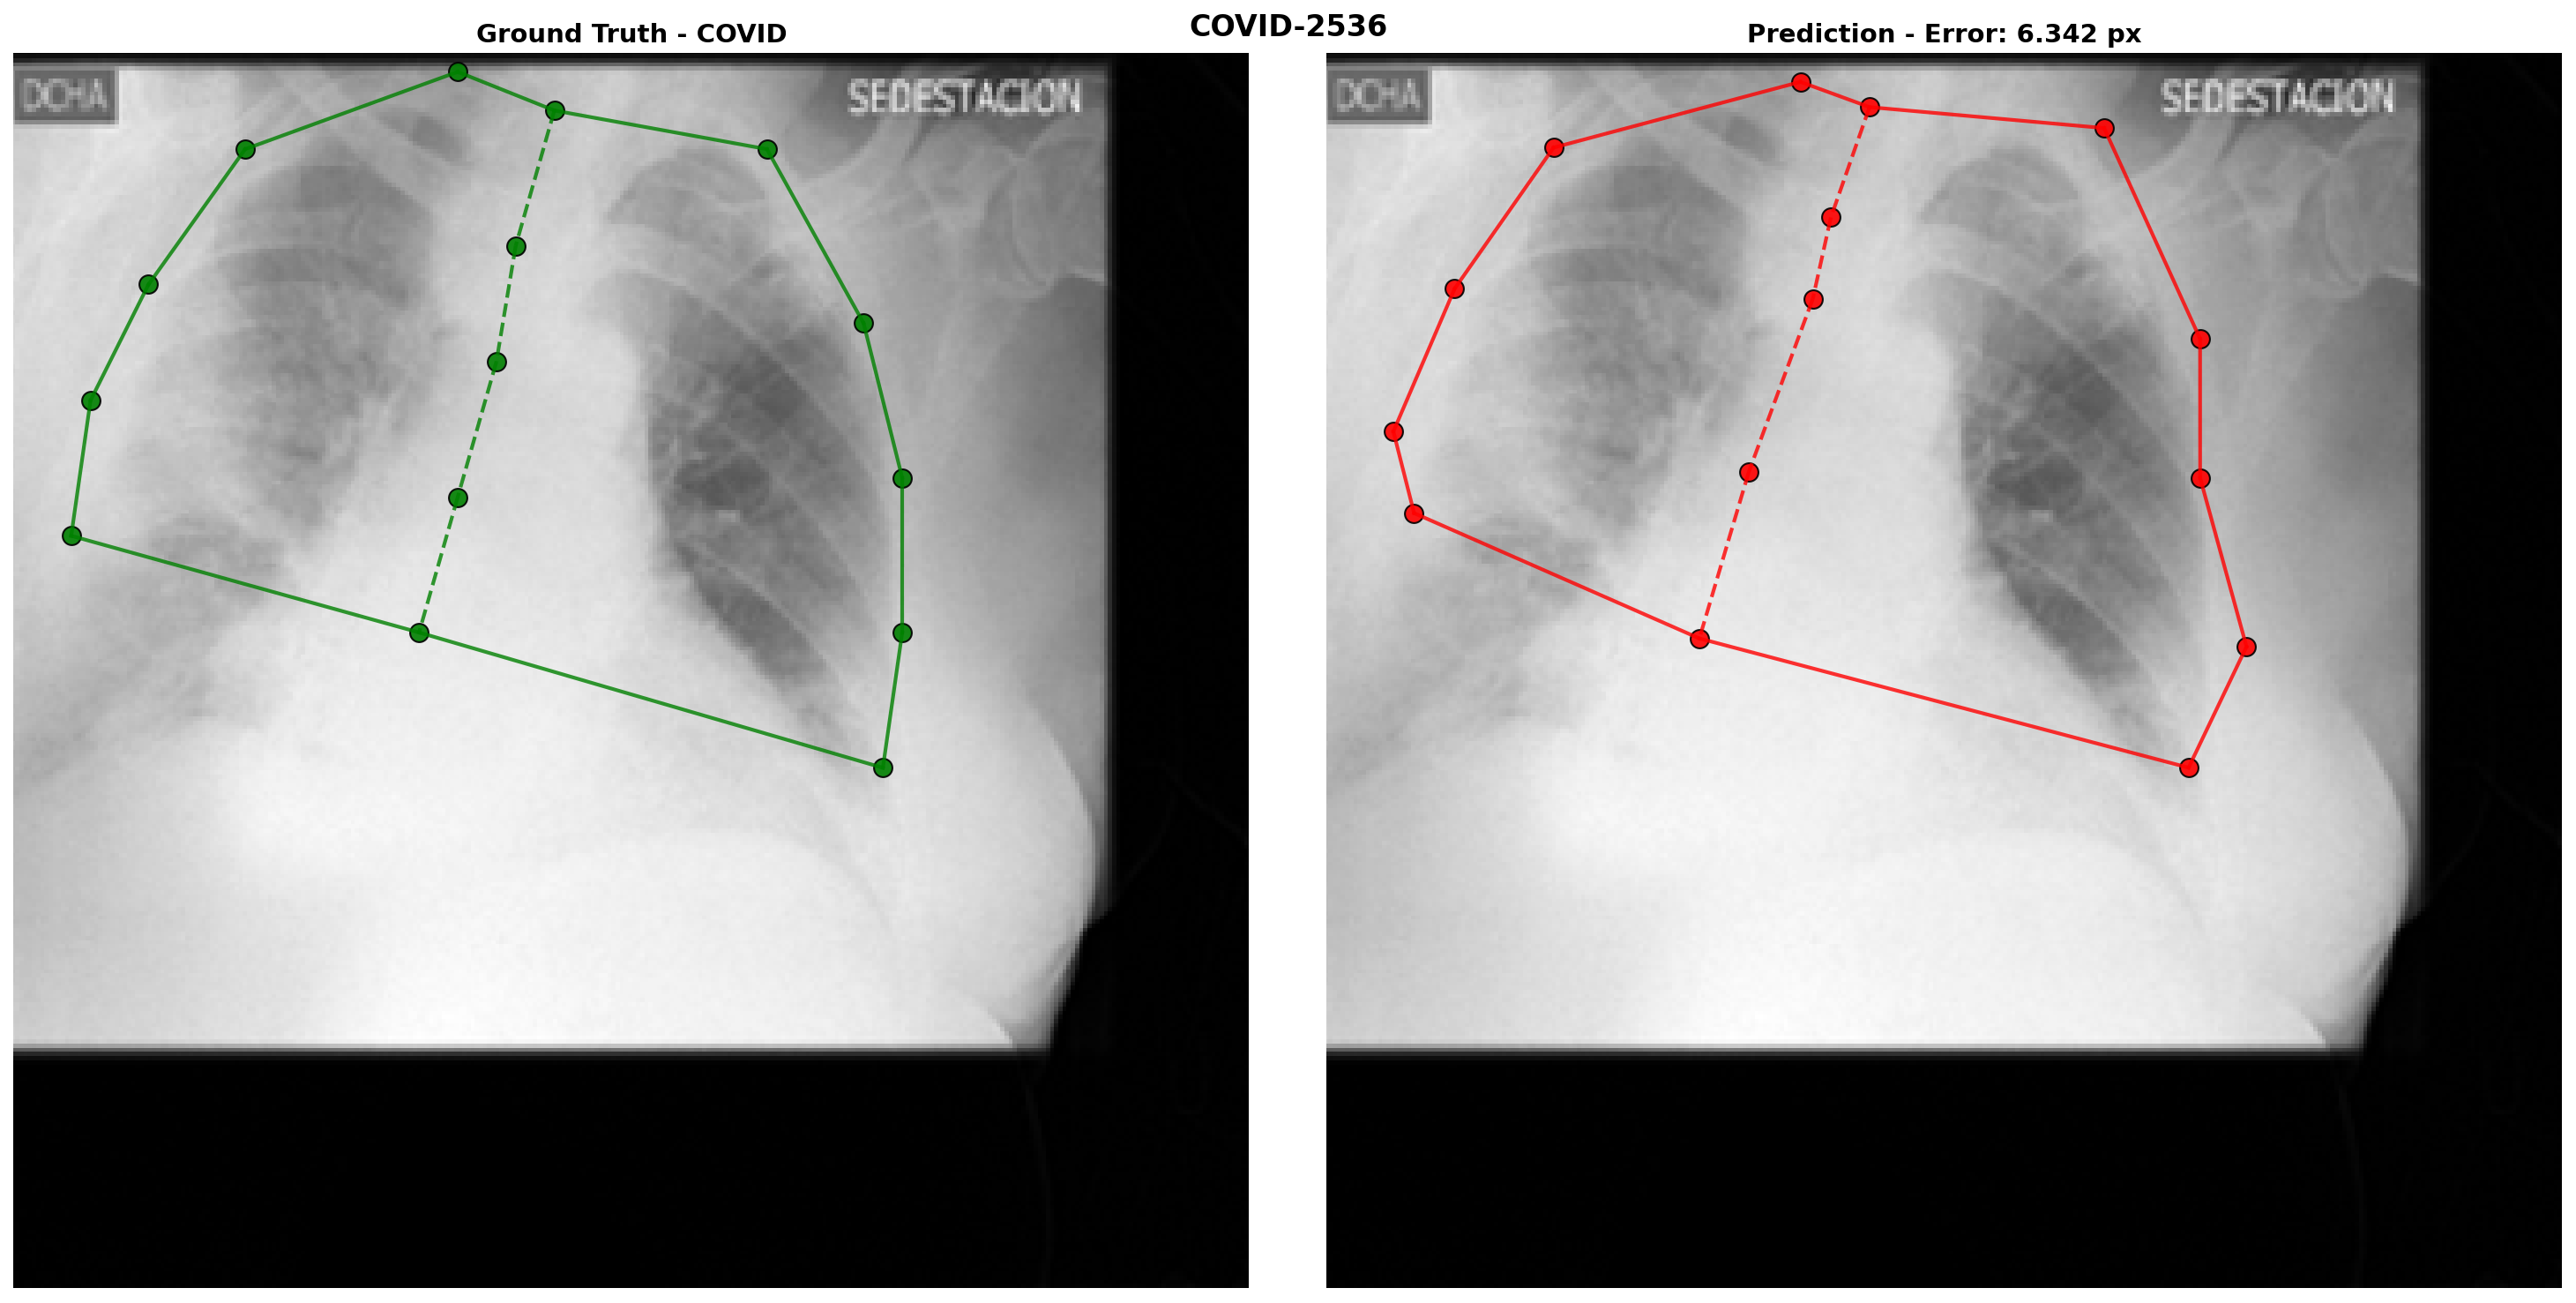 COVID-2536
Ground Truth - COVID
Prediction - Error: 6.342 px
DCHA
SEDESTACION
DCHA
SEDESTACION